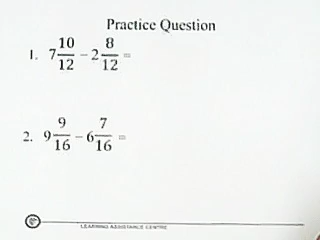 Practice Question
1. 7 10/12 - 2 8/12 =
2. 9 9/16 - 6 7/16 =
LEARNING ASSISTANCE CENTRE